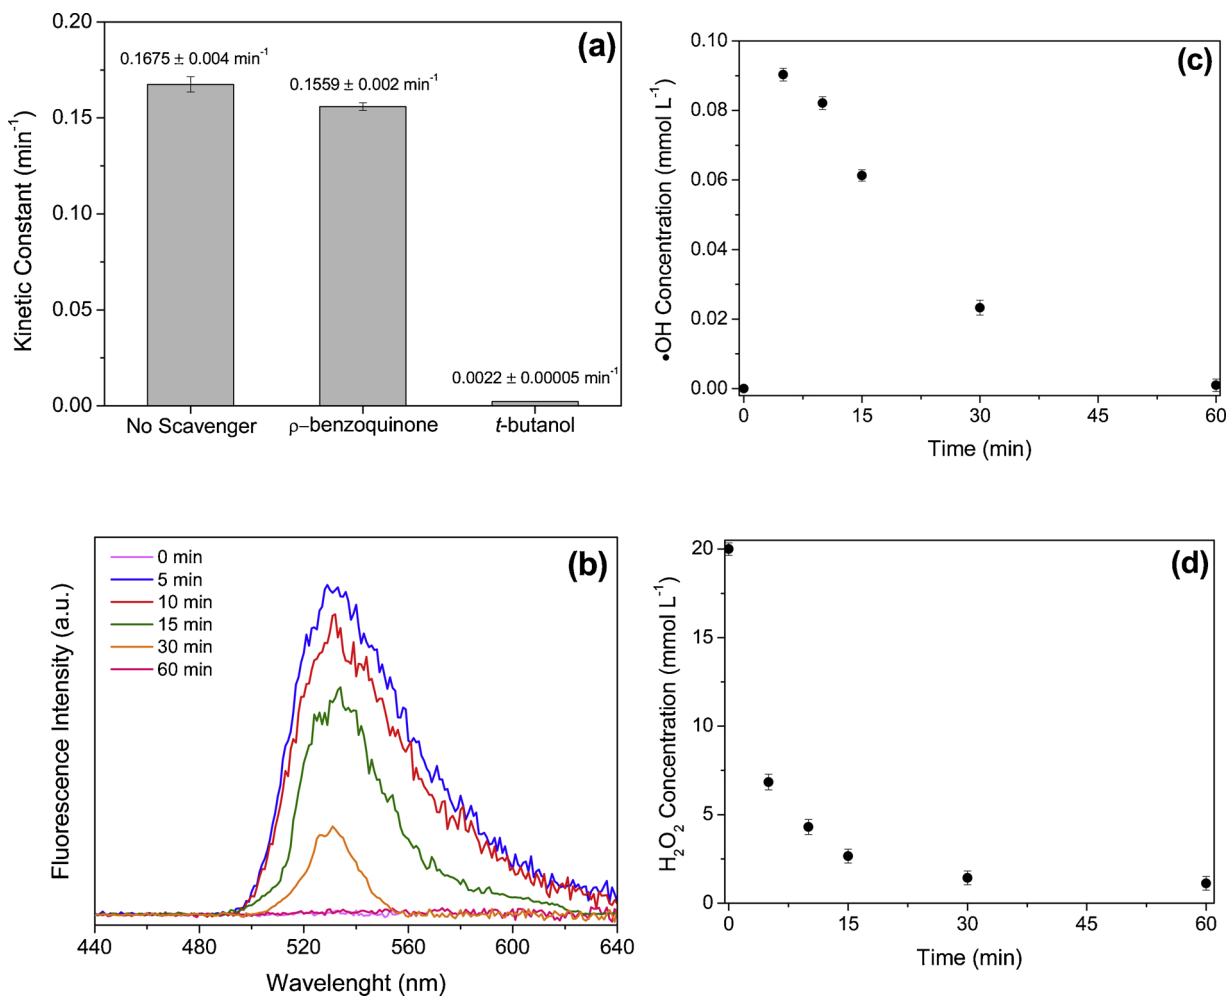 (a)
Kinetic Constant (min⁻¹)
0.20
0.15
0.10
0.05
0.00
0.1675 ± 0.004 min⁻¹
0.1559 ± 0.002 min⁻¹
0.0022 ± 0.00005 min⁻¹
No Scavenger
ρ−benzoquinone
t-butanol
(c)
•OH Concentration (mmol L⁻¹)
0.10
0.08
0.06
0.04
0.02
0.00
0 15 30 45 60
Time (min)
(b)
Fluorescence Intensity (a.u.)
0 min
5 min
10 min
15 min
30 min
60 min
440 480 520 560 600 640
Wavelenght (nm)
(d)
H₂O₂ Concentration (mmol L⁻¹)
20
15
10
5
0
0 15 30 45 60
Time (min)